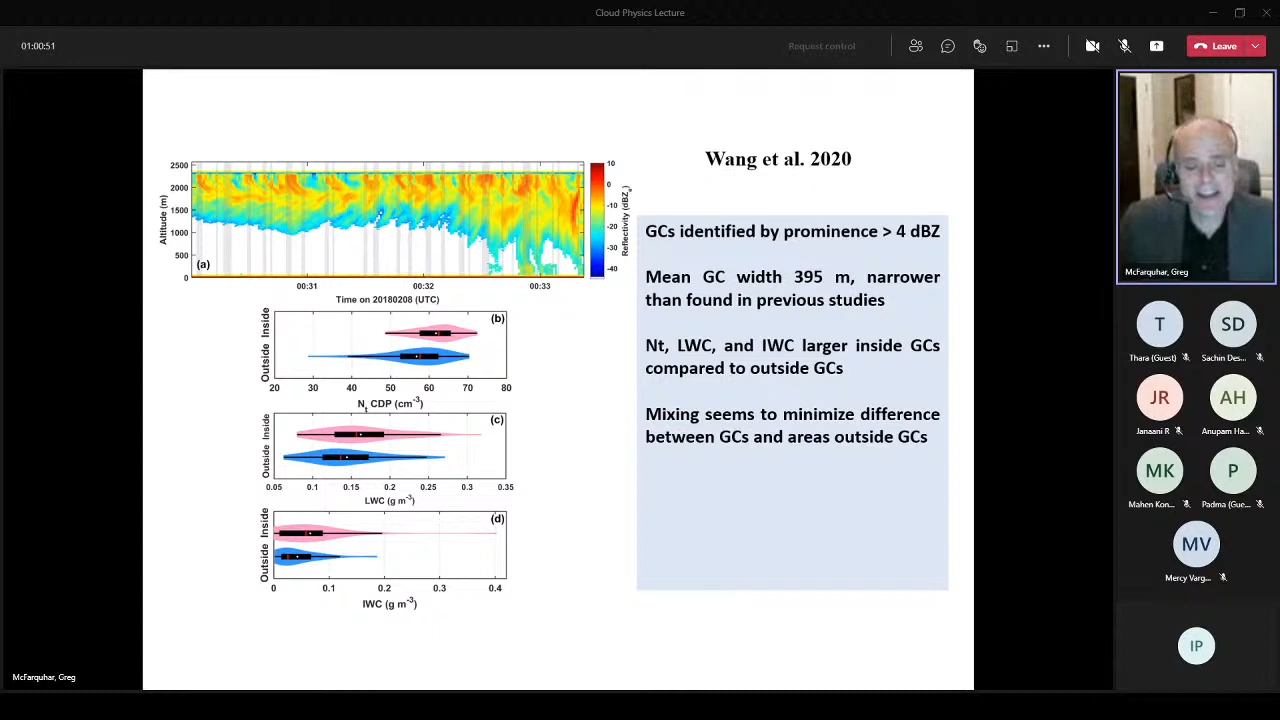 Cloud Physics Lecture
01:00:51
Request control
Leave
Wang et al. 2020
2500
2000
1500
1000
500
0
Altitude (m)
(a)
00:31
00:32
00:33
Time on 20180208 (UTC)
10
0
-10
-20
-30
-40
Reflectivity (dBZe)
GCs identified by prominence > 4 dBZ
Mean GC width 395 m, narrower
than found in previous studies
Nt, LWC, and IWC larger inside GCs
compared to outside GCs
Mixing seems to minimize difference
between GCs and areas outside GCs
Outside Inside
(b)
20 30 40 50 60 70 80
Nt CDP (cm-3)
Outside Inside
(c)
0.05 0.1 0.15 0.2 0.25 0.3 0.35
LWC (g m-3)
Outside Inside
(d)
0 0.1 0.2 0.3 0.4
IWC (g m-3)
McFarquhar, Greg
T
SD
Thara (Guest)
Sachin Des...
JR
AH
Janaani R
Anupam Ha...
MK
P
Mahen Kon...
Padma (Gue...
MV
Mercy Varg...
IP
McFarquhar, Greg